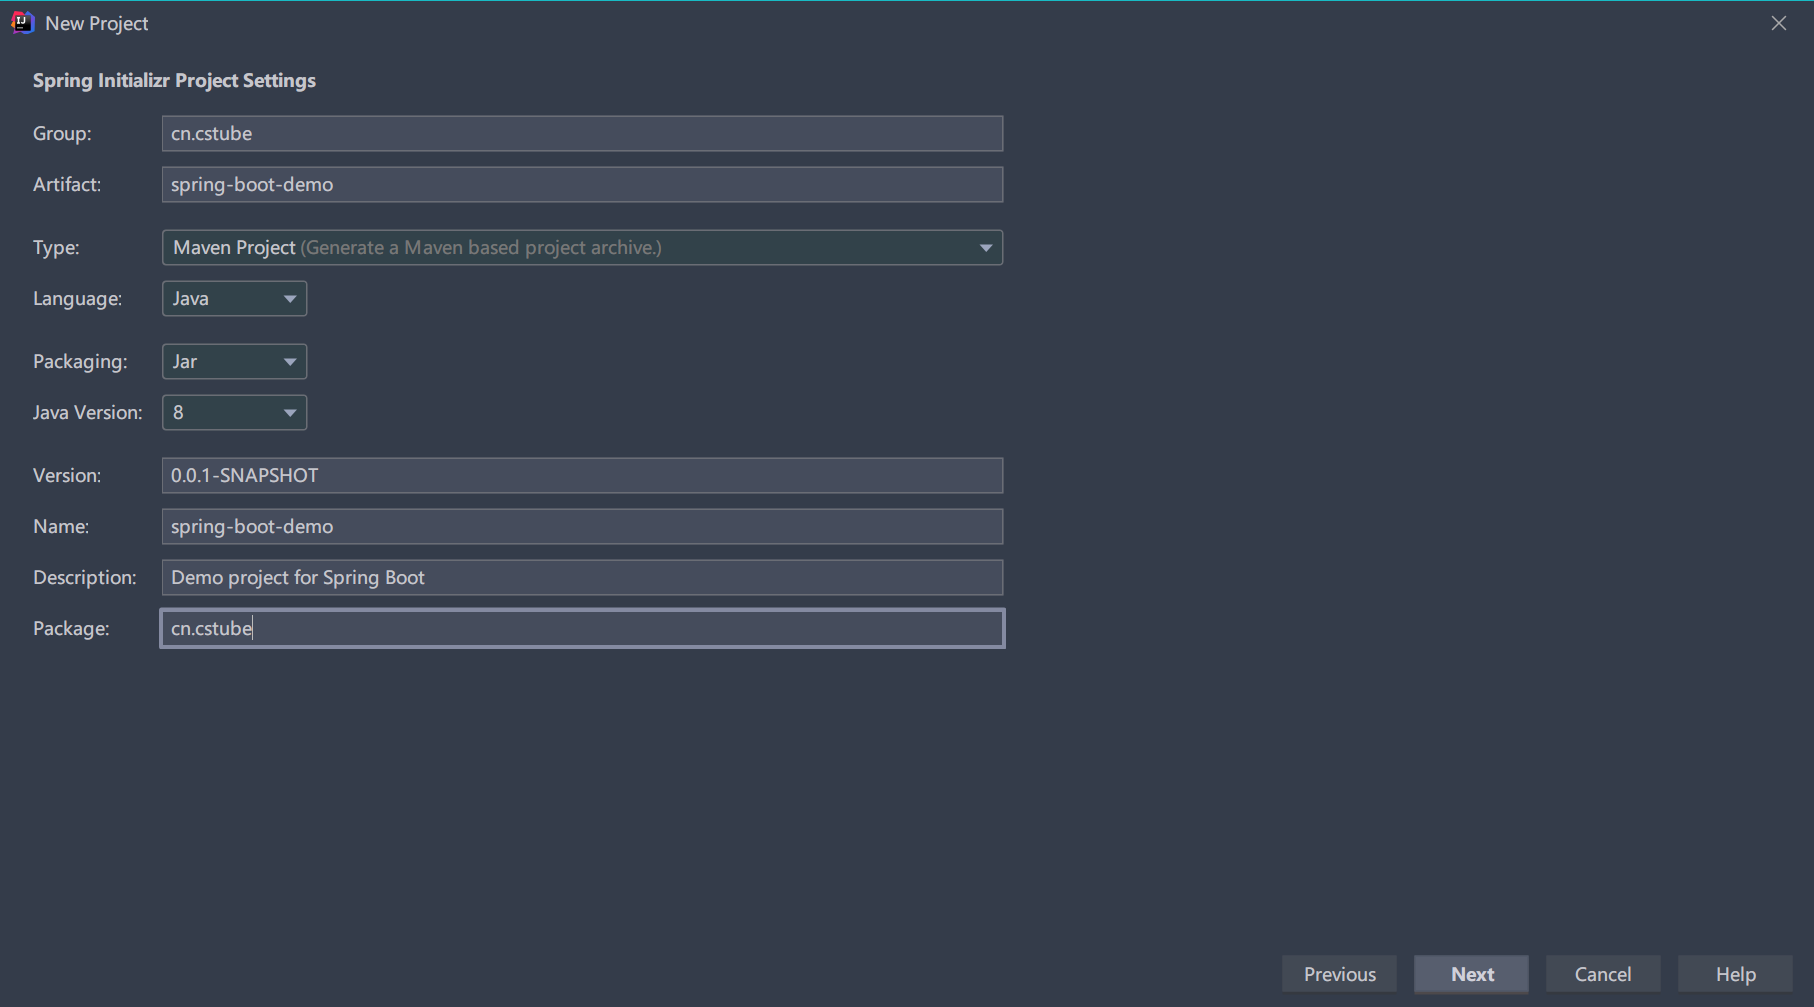 New Project
Spring Initializr Project Settings
Group: cn.cstube
Artifact: spring-boot-demo
Type: Maven Project (Generate a Maven based project archive.)
Language: Java
Packaging: Jar
Java Version: 8
Version: 0.0.1-SNAPSHOT
Name: spring-boot-demo
Description: Demo project for Spring Boot
Package: cn.cstube
Previous Next Cancel Help